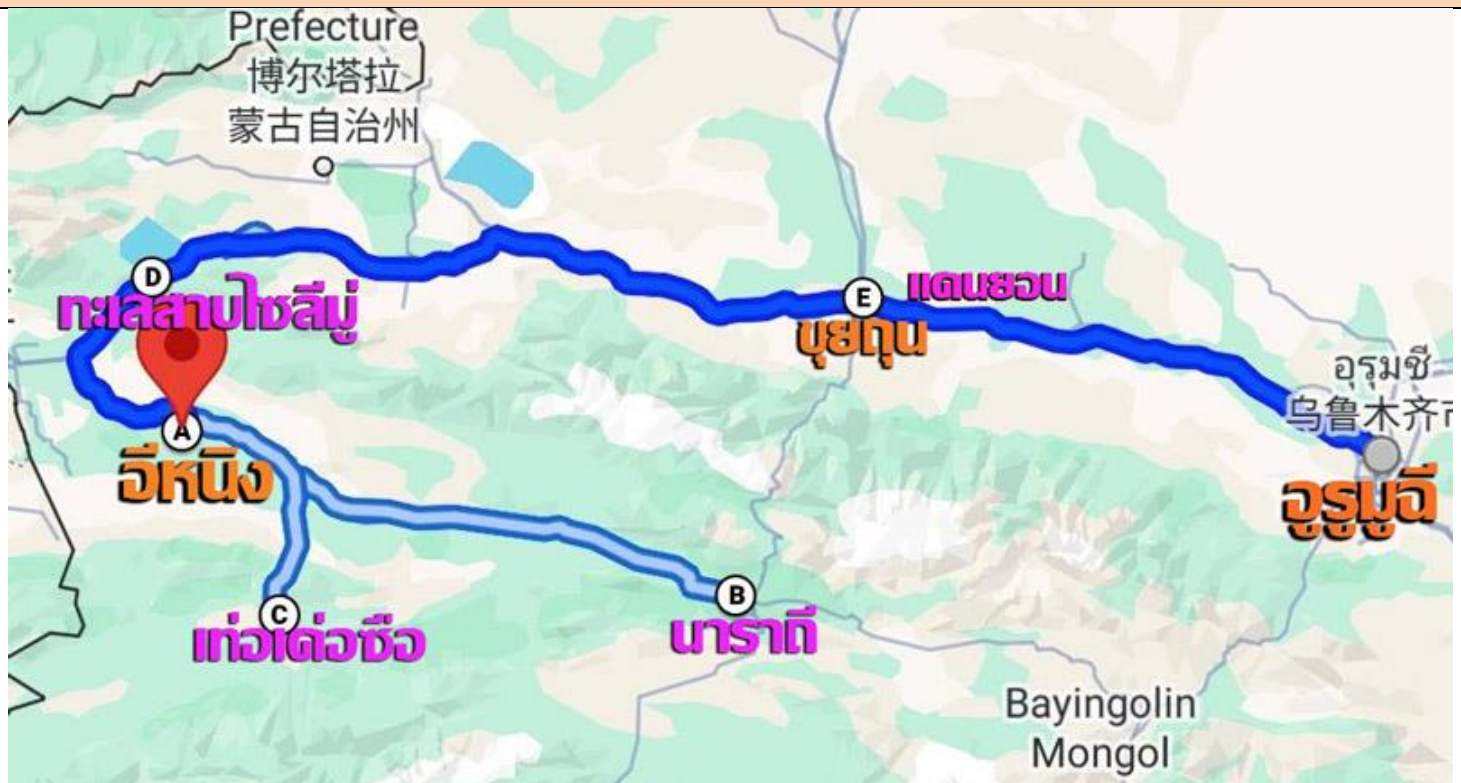 Prefecture
博尔塔拉
蒙古自治州
D
ทะเลสาบไซลีมู่
E
แดนยอน
ขุยถุน
อุรุมชี
乌鲁木齐市
A
อีหนิง
อูรูมูฉี
B
C
เท่อเค่อซือ
นาราถี
Bayingolin
Mongol